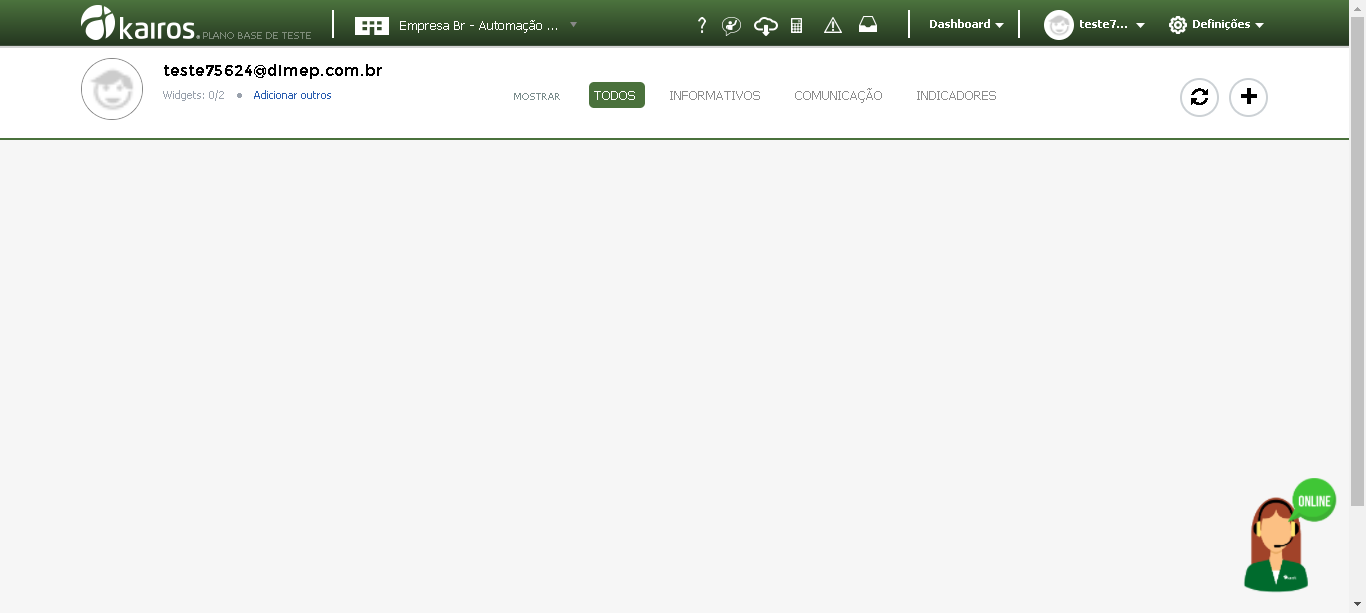 kairos. PLANO BASE DE TESTE Empresa Br - Automação ... ? Dashboard teste7... Definições
teste75624@dimep.com.br
Widgets: 0/2 • Adicionar outros MOSTRAR TODOS INFORMATIVOS COMUNICAÇÃO INDICADORES
ONLINE